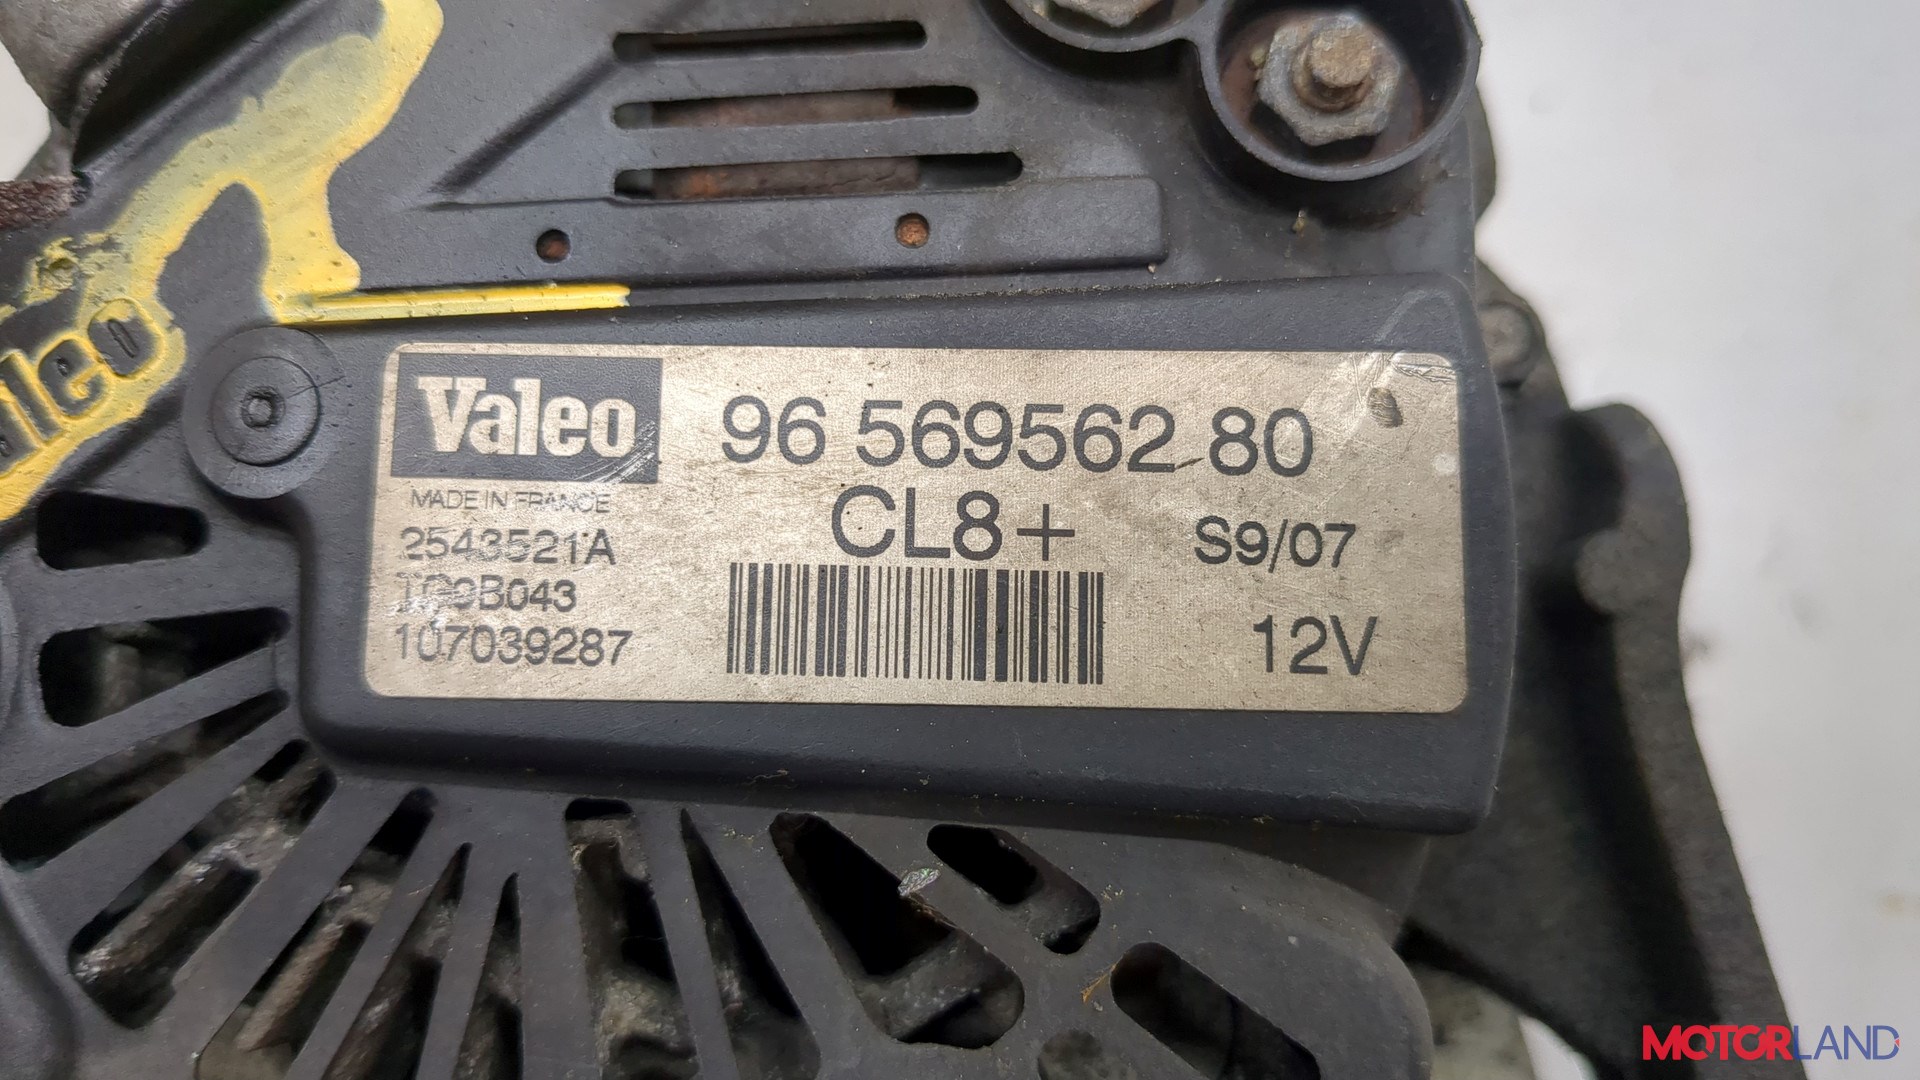 Valeo
96 569562 80
MADE IN FRANCE
CL8+
S9/07
2543521A
107039287
12V
MOTORLAND